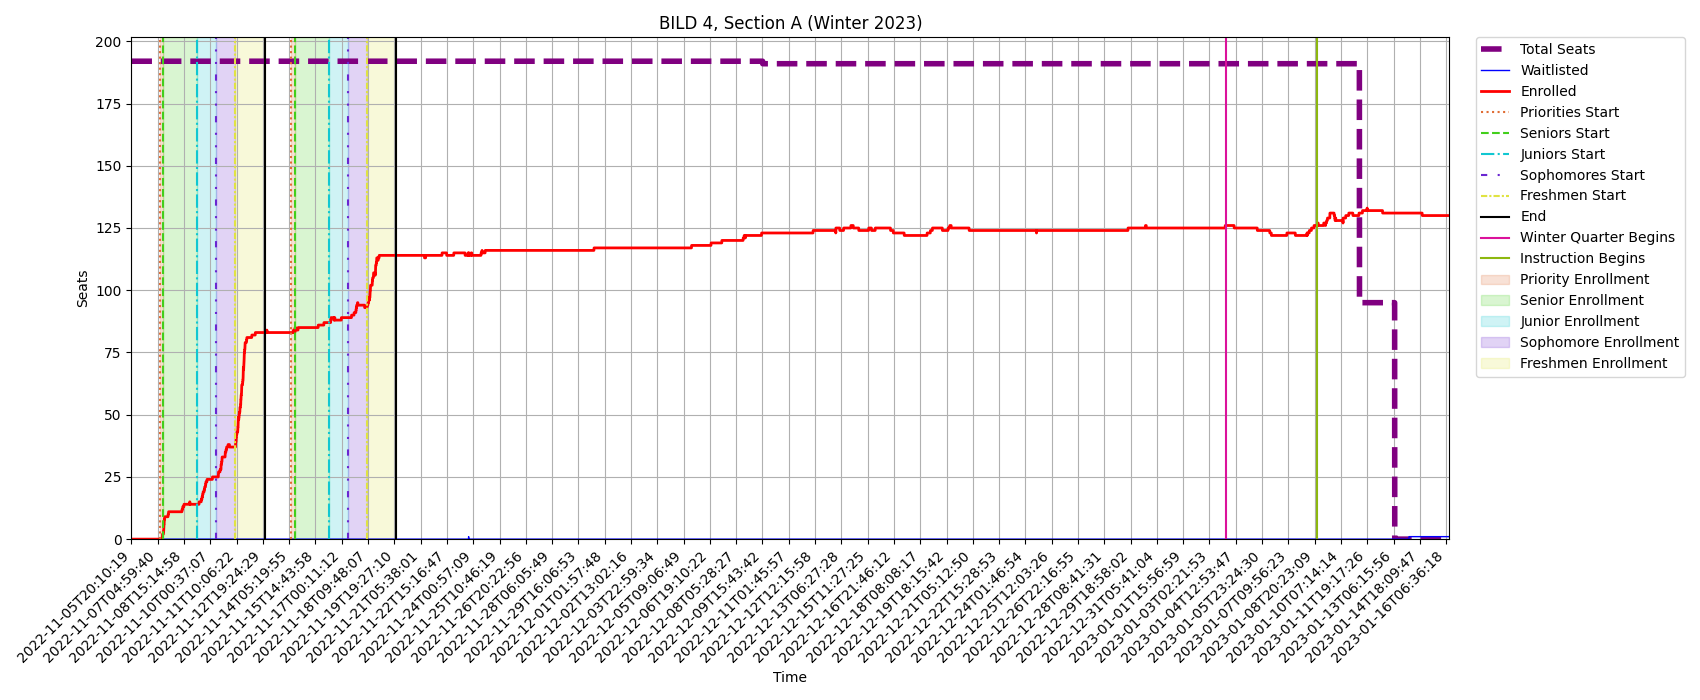 BILD 4, Section A (Winter 2023)
200
175
150
125
100
75
50
25
0
Seats
2022-11-05T20:10:19
2022-11-07T04:59:40
2022-11-08T15:14:58
2022-11-10T00:37:07
2022-11-11T10:06:22
2022-11-12T19:24:29
2022-11-14T05:19:55
2022-11-15T14:43:58
2022-11-17T00:11:12
2022-11-18T09:48:07
2022-11-19T19:27:10
2022-11-21T05:38:01
2022-11-22T15:16:47
2022-11-24T00:57:09
2022-11-25T10:46:19
2022-11-26T20:22:56
2022-11-28T06:05:49
2022-11-29T16:06:53
2022-12-01T01:57:48
2022-12-02T13:02:16
2022-12-03T22:59:34
2022-12-05T09:06:49
2022-12-06T19:10:22
2022-12-08T05:28:27
2022-12-09T15:43:42
2022-12-11T01:45:57
2022-12-12T12:15:58
2022-12-13T06:27:28
2022-12-15T11:27:25
2022-12-16T21:46:12
2022-12-18T08:08:17
2022-12-19T18:15:42
2022-12-21T05:12:50
2022-12-22T15:28:53
2022-12-24T01:46:54
2022-12-25T12:03:26
2022-12-26T22:16:55
2022-12-28T08:41:31
2022-12-29T18:58:02
2022-12-31T05:41:04
2023-01-01T15:56:59
2023-01-03T02:21:53
2023-01-04T12:53:47
2023-01-05T23:24:30
2023-01-07T09:56:23
2023-01-08T20:23:09
2023-01-10T07:14:14
2023-01-11T19:17:26
2023-01-13T06:15:56
2023-01-14T18:09:47
2023-01-16T06:36:18
Time
Total Seats
Waitlisted
Enrolled
Priorities Start
Seniors Start
Juniors Start
Sophomores Start
Freshmen Start
End
Winter Quarter Begins
Instruction Begins
Priority Enrollment
Senior Enrollment
Junior Enrollment
Sophomore Enrollment
Freshmen Enrollment